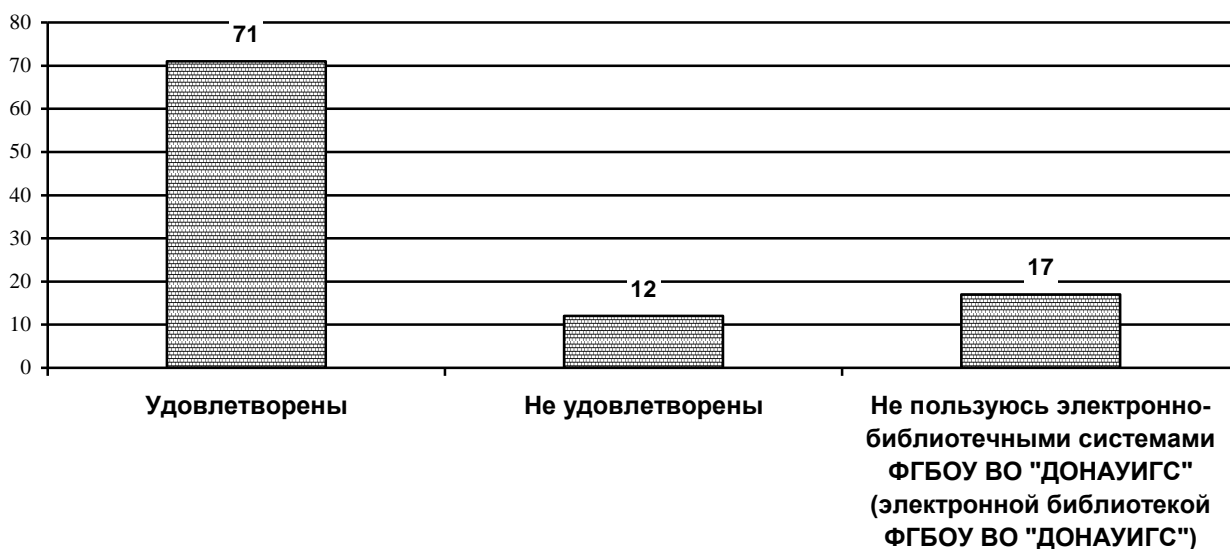 80
71
70
60
50
40
30
20
17
12
10
0
Удовлетворены
Не удовлетворены
Не пользуюсь электронно-
библиотечными системами
ФГБОУ ВО "ДОНАУИГС"
(электронной библиотекой
ФГБОУ ВО "ДОНАУИГС")